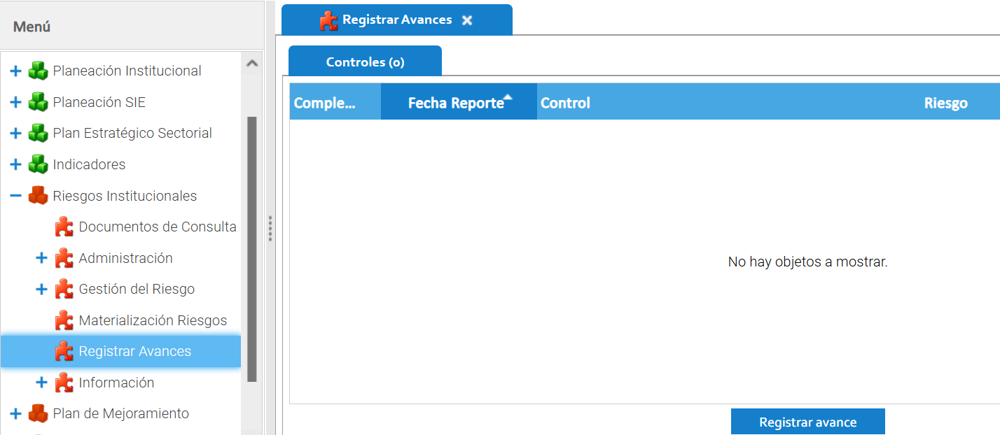 Menú
Planeación Institucional
Planeación SIE
Plan Estratégico Sectorial
Indicadores
Riesgos Institucionales
Documentos de Consulta
Administración
Gestión del Riesgo
Materialización Riesgos
Registrar Avances
Información
Plan de Mejoramiento
Registrar Avances
Controles (0)
Comple... Fecha Reporte Control Riesgo
No hay objetos a mostrar.
Registrar avance